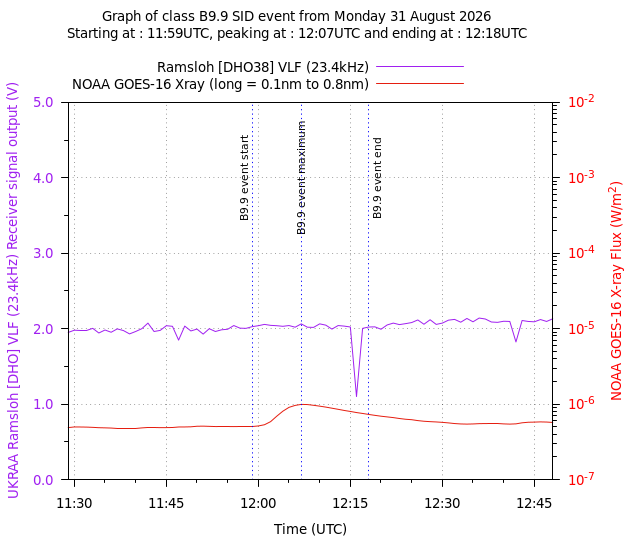 Graph of class B9.9 SID event from Monday 31 August 2026
Starting at : 11:59UTC, peaking at : 12:07UTC and ending at : 12:18UTC
Ramsloh [DHO38] VLF (23.4kHz)
NOAA GOES-16 Xray (long = 0.1nm to 0.8nm)
UKRAA Ramsloh [DHO] VLF (23.4kHz) Receiver signal output (V)
5.0
4.0
3.0
2.0
1.0
0.0
B9.9 event start
B9.9 event maximum
B9.9 event end
10-2
10-3
10-4
10-5
10-6
10-7
NOAA GOES-16 X-ray Flux (W/m2)
11:30 11:45 12:00 12:15 12:30 12:45
Time (UTC)